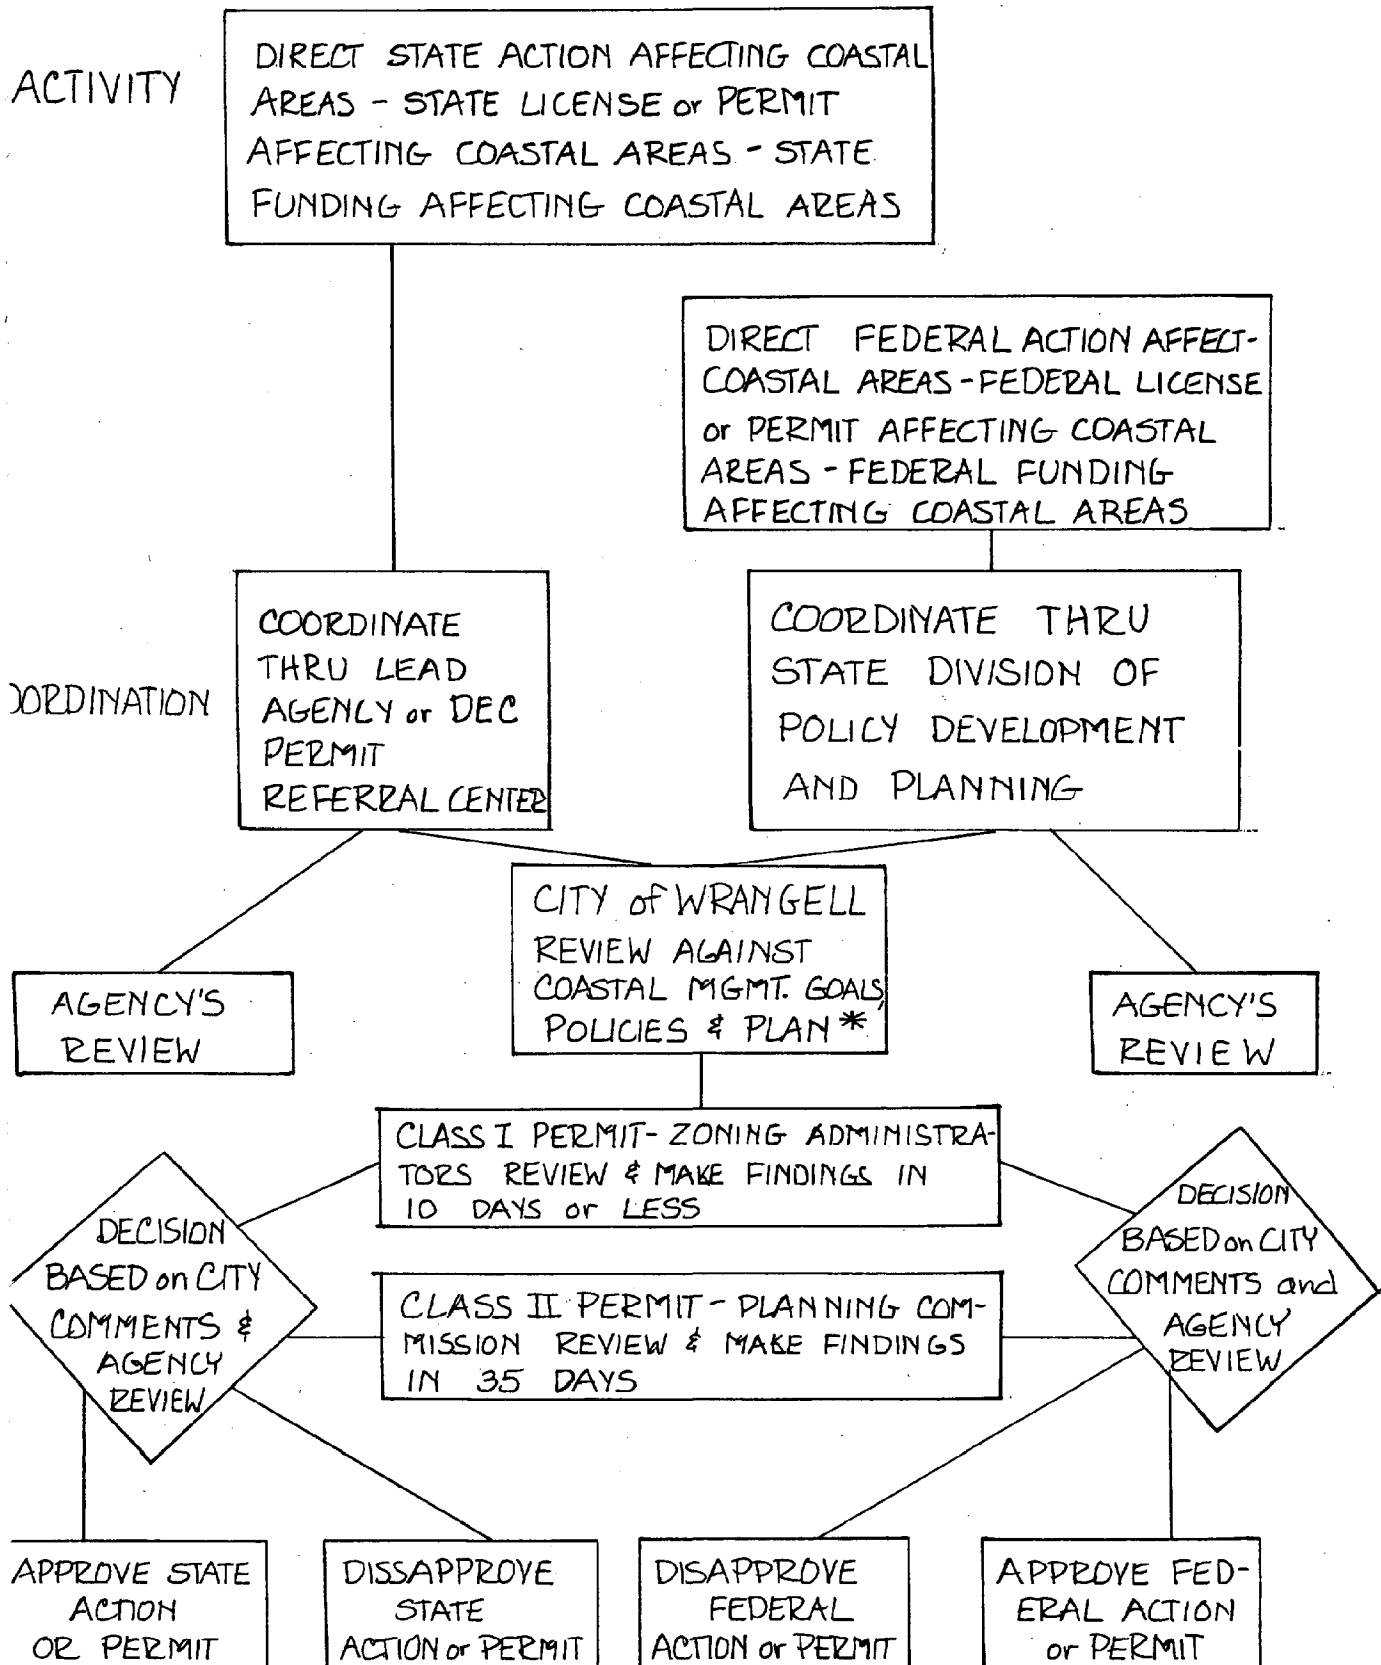 ACTIVITY
DIRECT STATE ACTION AFFECTING COASTAL
AREAS - STATE LICENSE or PERMIT
AFFECTING COASTAL AREAS - STATE
FUNDING AFFECTING COASTAL AREAS
DIRECT FEDERAL ACTION AFFECT-
COASTAL AREAS - FEDERAL LICENSE
or PERMIT AFFECTING COASTAL
AREAS - FEDERAL FUNDING
AFFECTING COASTAL AREAS
OORDINATION
COORDINATE
THRU LEAD
AGENCY or DEC
PERMIT
REFERRAL CENTER
COORDINATE THRU
STATE DIVISION OF
POLICY DEVELOPMENT
AND PLANNING
CITY of WRANGELL
REVIEW AGAINST
COASTAL MGMT. GOALS,
POLICIES & PLAN *
AGENCY'S
REVIEW
AGENCY'S
REVIEW
CLASS I PERMIT - ZONING ADMINISTRA-
TORS REVIEW & MAKE FINDINGS IN
10 DAYS or LESS
DECISION
BASED on CITY
COMMENTS &
AGENCY
REVIEW
DECISION
BASED on CITY
COMMENTS and
AGENCY
REVIEW
CLASS II PERMIT - PLANNING COM-
MISSION REVIEW & MAKE FINDINGS
IN 35 DAYS
APPROVE STATE
ACTION
OR PERMIT
DISSAPPROVE
STATE
ACTION or PERMIT
DISAPPROVE
FEDERAL
ACTION or PERMIT
APPROVE FED-
ERAL ACTION
or PERMIT